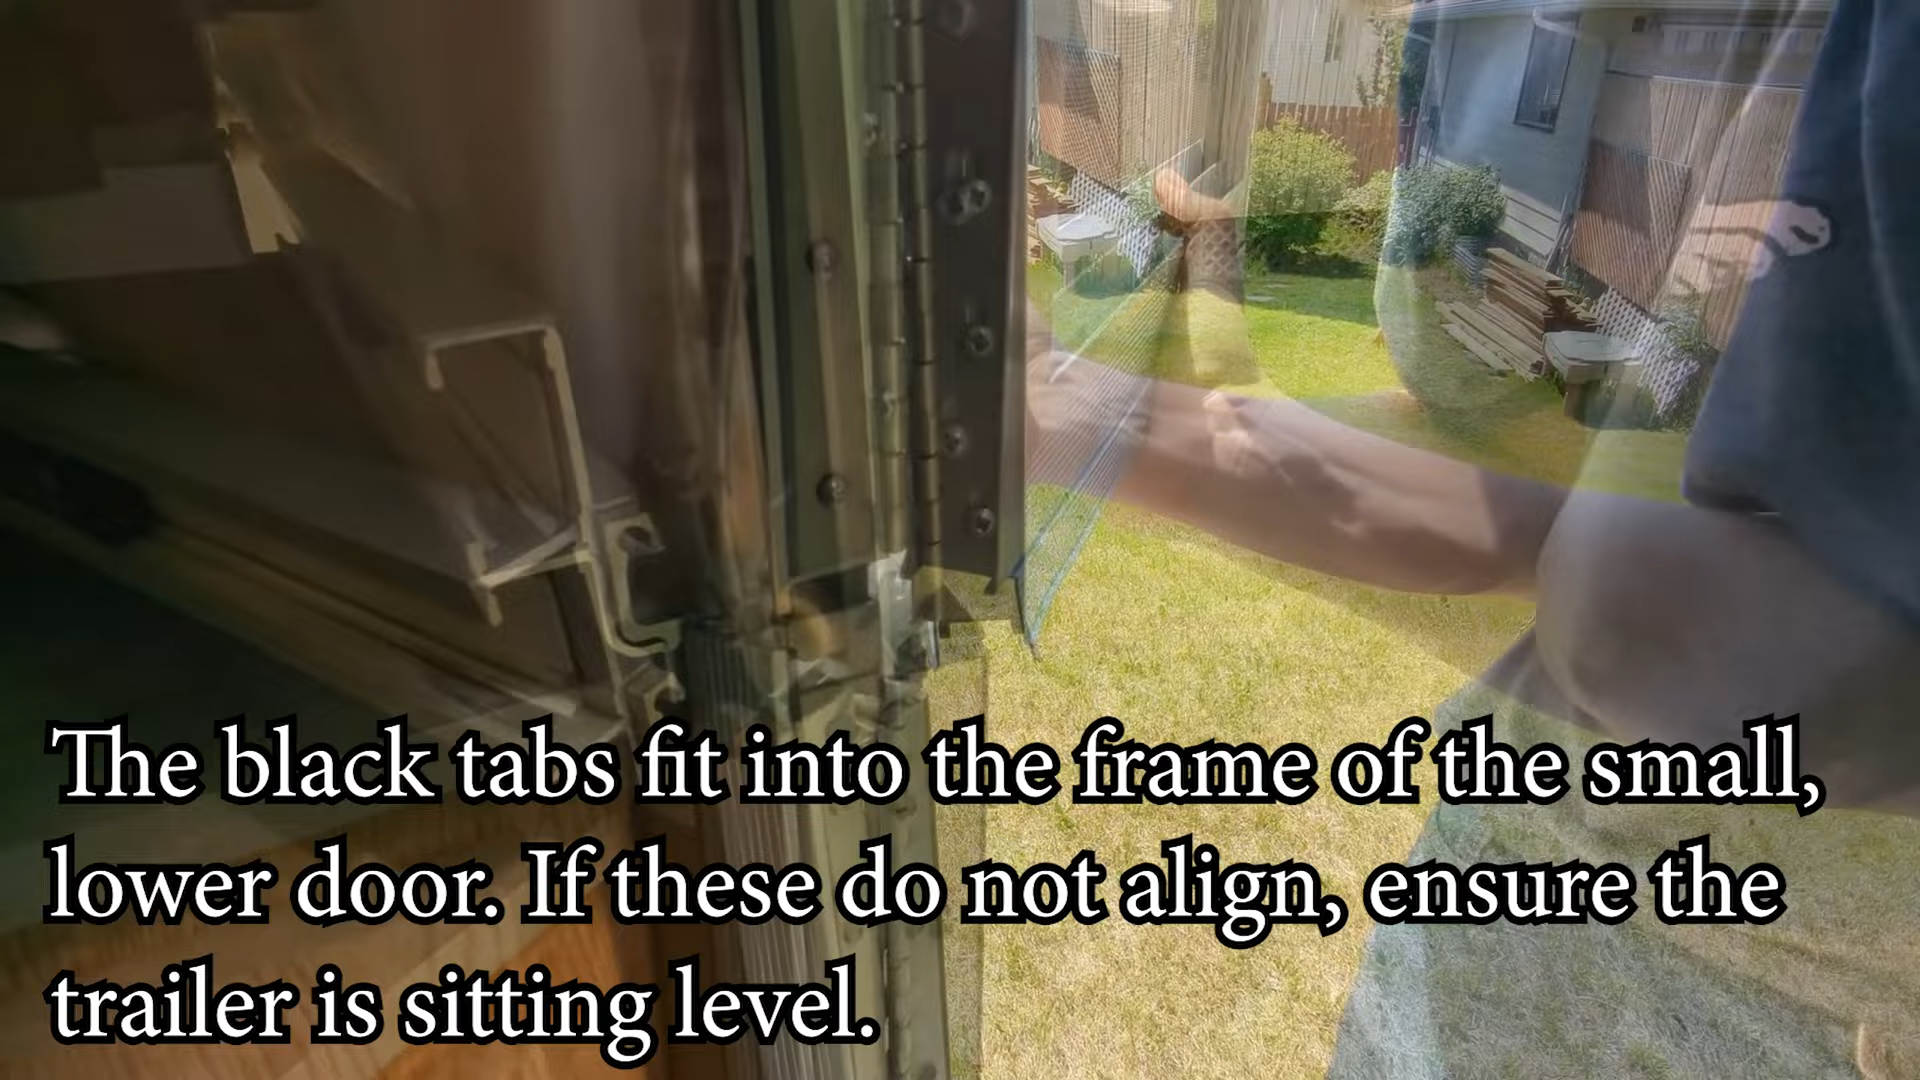 The black tabs fit into the frame of the small,
lower door. If these do not align, ensure the
trailer is sitting level.